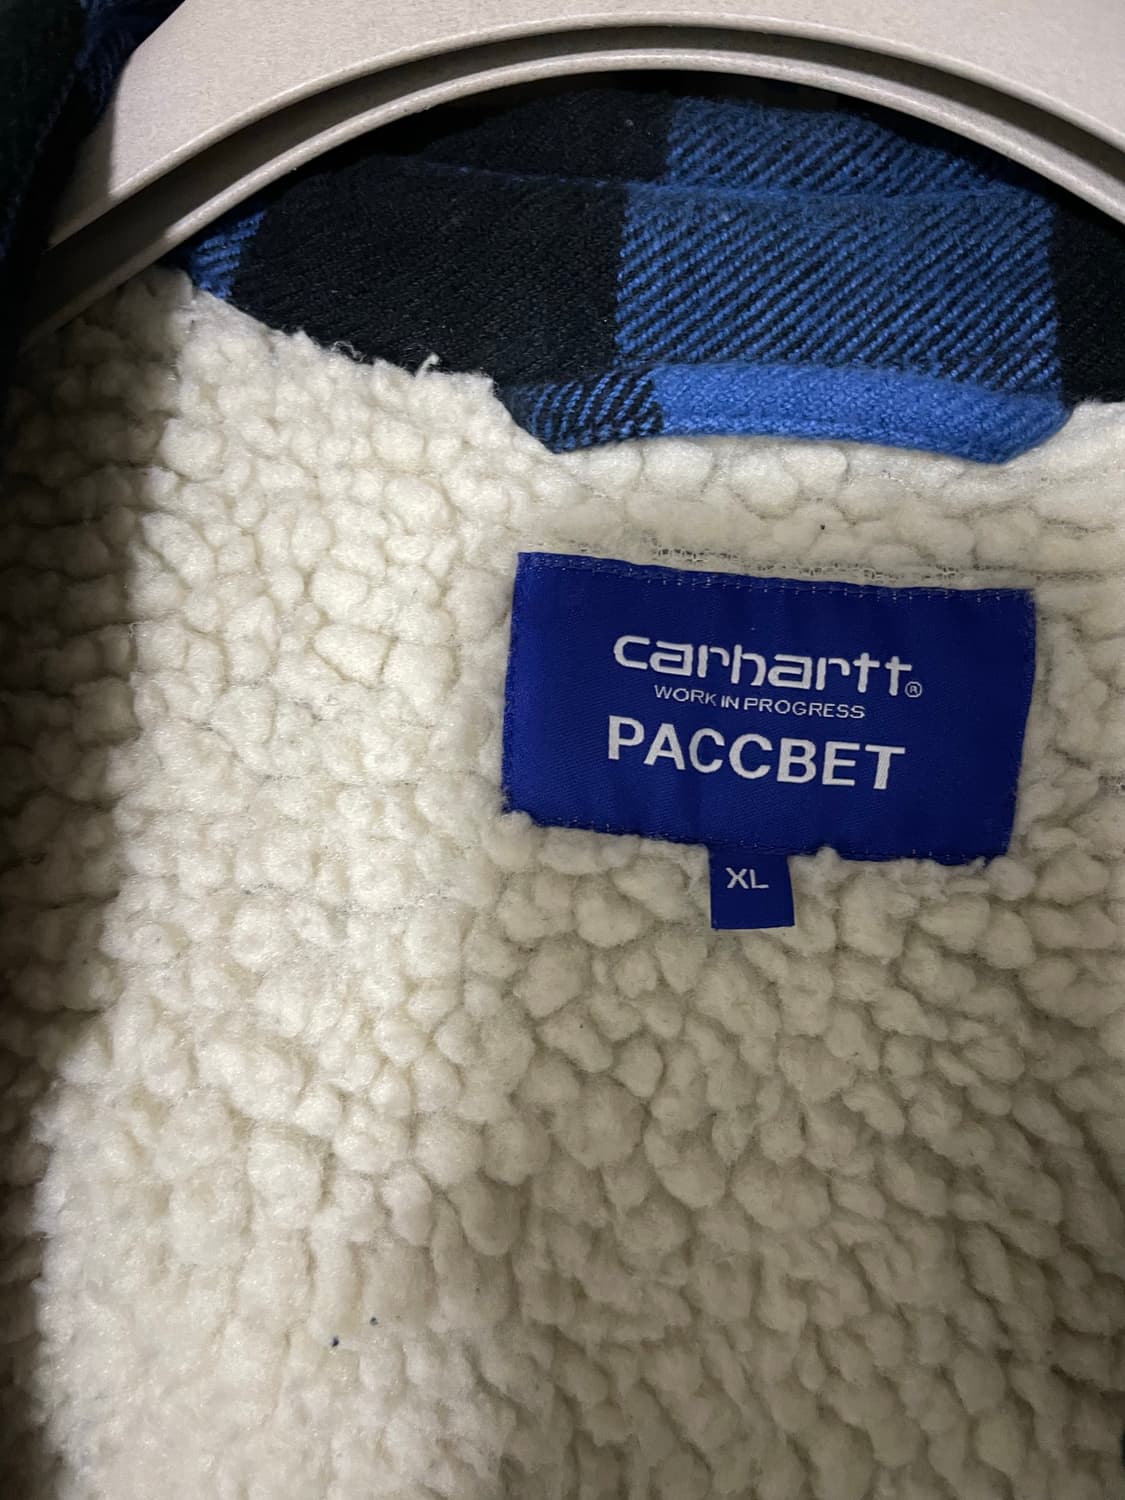 carhartt®
WORK IN PROGRESS
PACCBET
XL